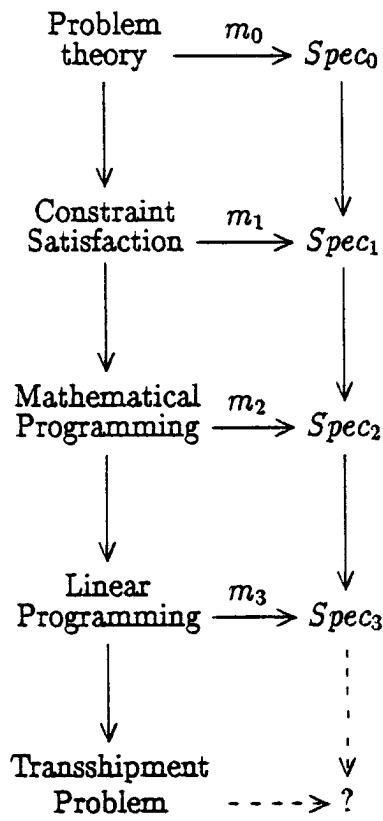 Problem
theory
m₀
Spec₀
Constraint
Satisfaction
m₁
Spec₁
Mathematical
Programming
m₂
Spec₂
Linear
Programming
m₃
Spec₃
Transshipment
Problem
?